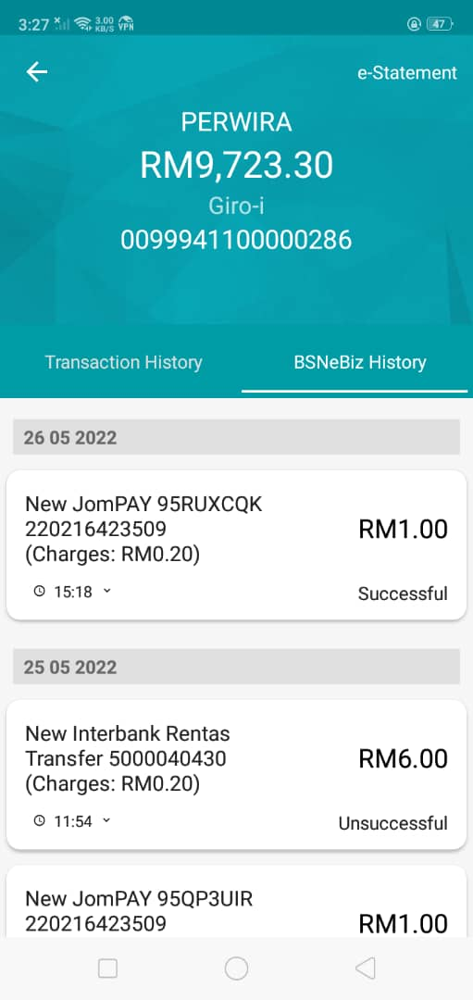 3:27 3.00 KB/S VPN 47
e-Statement
PERWIRA
RM9,723.30
Giro-i
0099941100000286
Transaction History BSNeBiz History
26 05 2022
New JomPAY 95RUXCQK
220216423509
(Charges: RM0.20)
RM1.00
15:18
Successful
25 05 2022
New Interbank Rentas
Transfer 5000040430
(Charges: RM0.20)
RM6.00
11:54
Unsuccessful
New JomPAY 95QP3UIR
220216423509
RM1.00